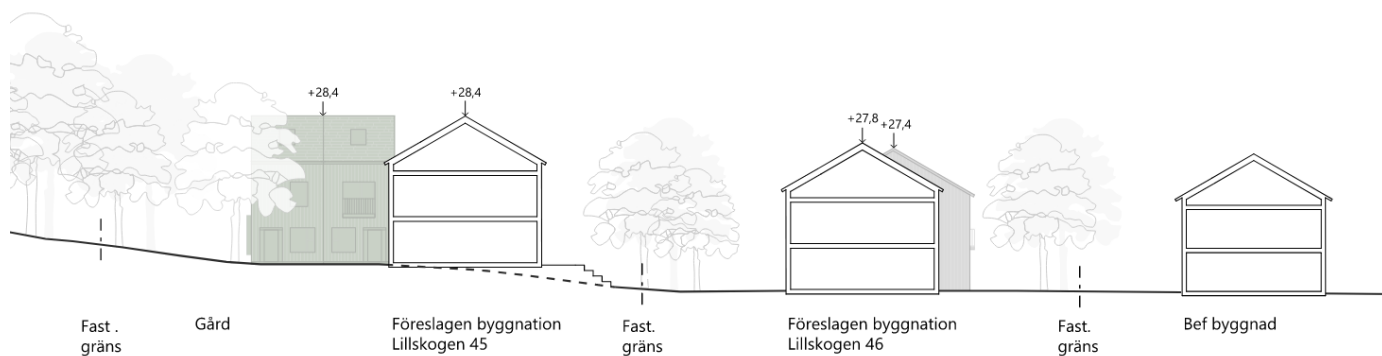 +28,4
+28,4
+27,8
+27,4
Fast .
gräns
Gård
Föreslagen byggnation
Lillskogen 45
Fast.
gräns
Föreslagen byggnation
Lillskogen 46
Fast.
gräns
Bef byggnad